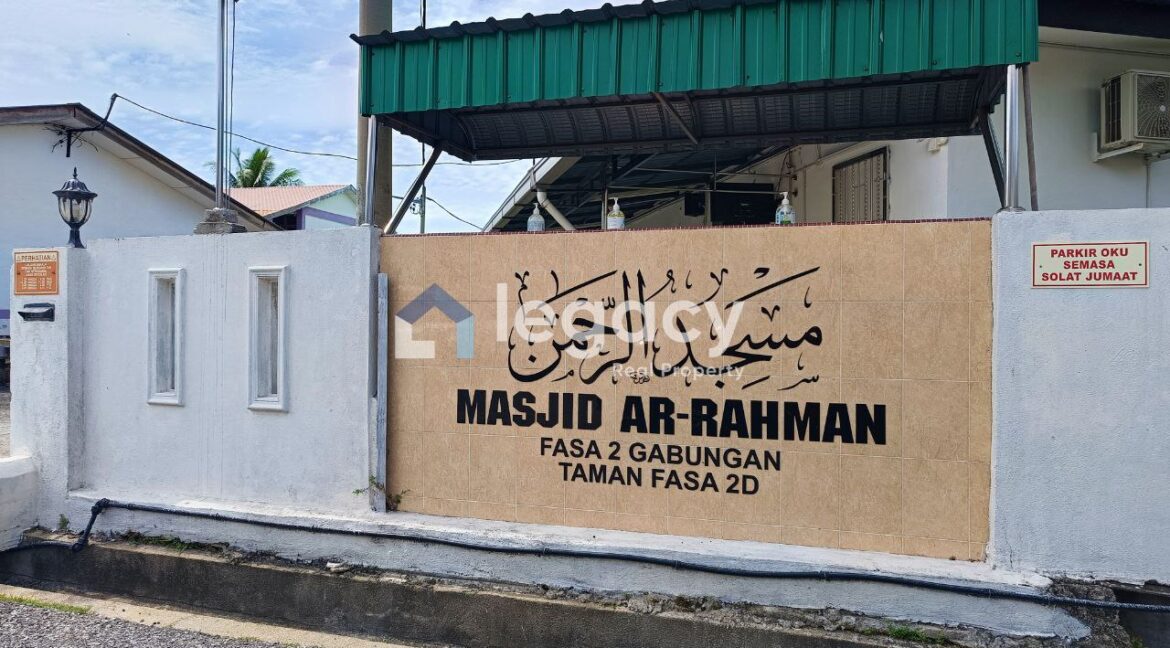 PERHATIAN
PARKIR OKU
SEMASA
SOLAT JUMAAT
مسجد الرحمن
legacy
Real Property
MASJID AR-RAHMAN
FASA 2 GABUNGAN
TAMAN FASA 2D